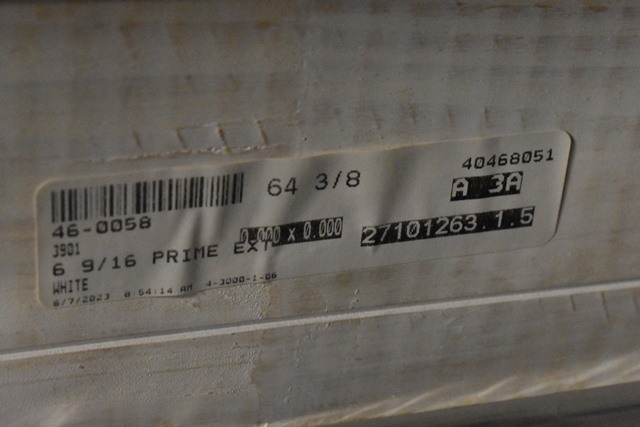 64 3/8
40468051
46-0058
A 3A
3901
0.000 x 0.000
27101263.1.5
6 9/16 PRIME EXT
WHITE
6/7/2023 8:54:14 AM 4-3000-1-06